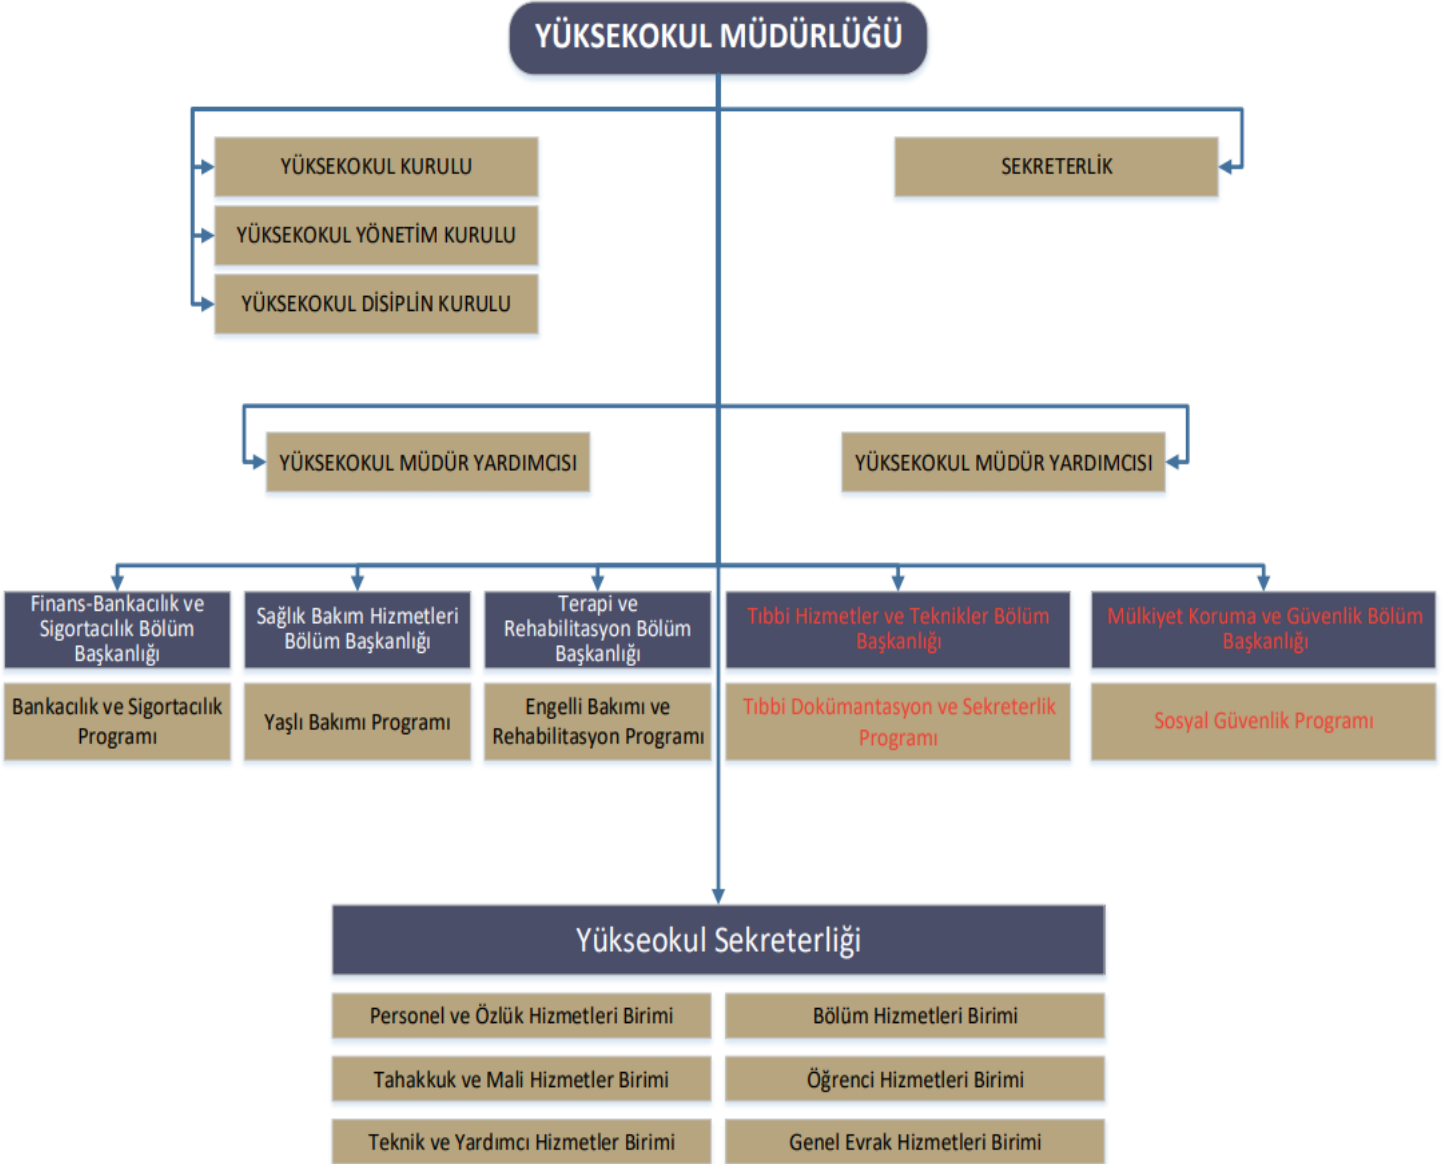 YÜKSEKOKUL MÜDÜRLÜĞÜ
YÜKSEKOKUL KURULU
SEKRETERLİK
YÜKSEKOKUL YÖNETİM KURULU
YÜKSEKOKUL DİSİPLİN KURULU
YÜKSEKOKUL MÜDÜR YARDIMCISI
YÜKSEKOKUL MÜDÜR YARDIMCISI
Finans-Bankacılık ve
Sigortacılık Bölüm
Başkanlığı
Sağlık Bakım Hizmetleri
Bölüm Başkanlığı
Terapi ve
Rehabilitasyon Bölüm
Başkanlığı
Tıbbi Hizmetler ve Teknikler Bölüm
Başkanlığı
Mülkiyet Koruma ve Güvenlik Bölüm
Başkanlığı
Bankacılık ve Sigortacılık
Programı
Yaşlı Bakımı Programı
Engelli Bakımı ve
Rehabilitasyon Programı
Tıbbi Dokümantasyon ve Sekreterlik
Programı
Sosyal Güvenlik Programı
Yükseokul Sekreterliği
Personel ve Özlük Hizmetleri Birimi
Bölüm Hizmetleri Birimi
Tahakkuk ve Mali Hizmetler Birimi
Öğrenci Hizmetleri Birimi
Teknik ve Yardımcı Hizmetler Birimi
Genel Evrak Hizmetleri Birimi